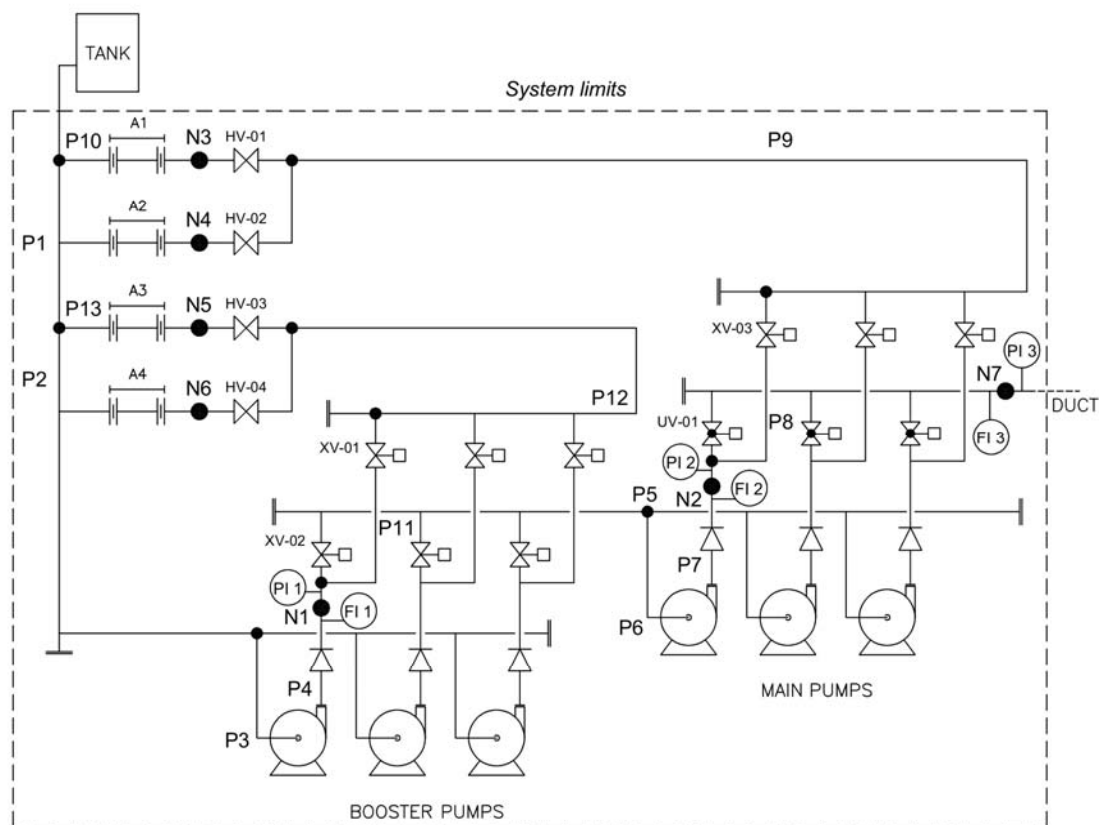 TANK
System limits
A1
P10
N3
HV-01
P9
A2
N4
HV-02
P1
A3
P13
N5
HV-03
XV-03
PI 3
A4
P2
N6
HV-04
N7
P12
DUCT
UV-01
P8
FI 3
XV-01
PI 2
N2
FI 2
P5
P11
XV-02
P7
PI 1
N1
FI 1
P6
MAIN PUMPS
P4
P3
BOOSTER PUMPS